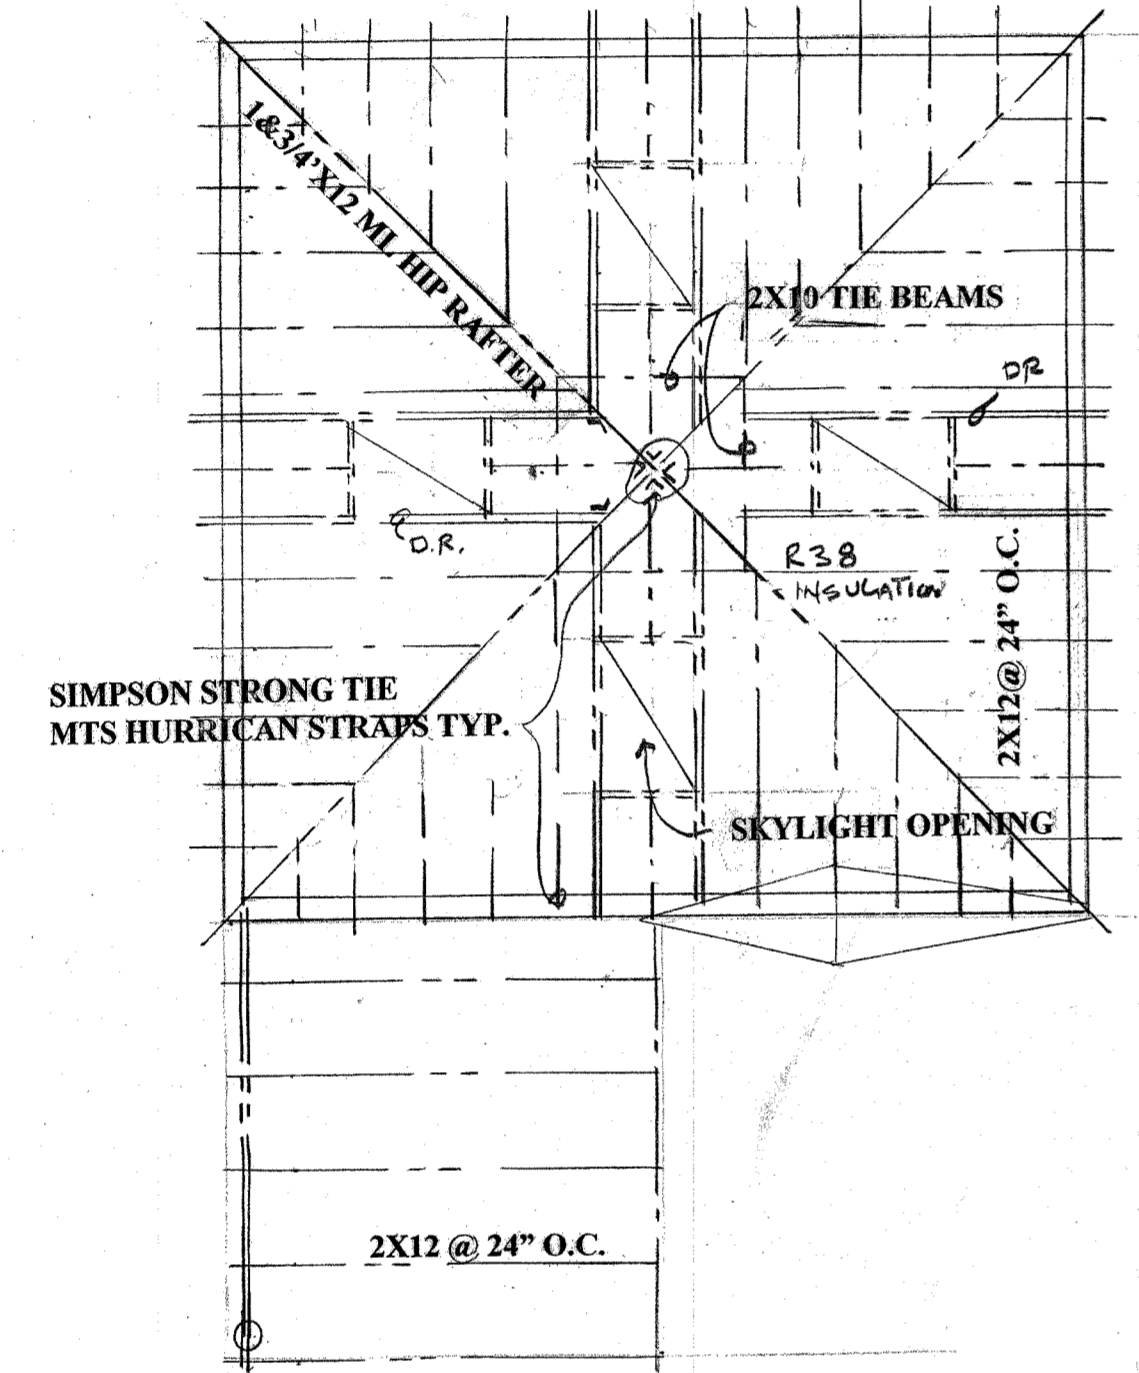 1&3/4'X12 ML HIP RAFTER
2X10 TIE BEAMS
DR
D.R.
R38
INSULATION
2X12@ 24” O.C.
SIMPSON STRONG TIE
MTS HURRICAN STRAPS TYP.
SKYLIGHT OPENING
2X12 @ 24” O.C.